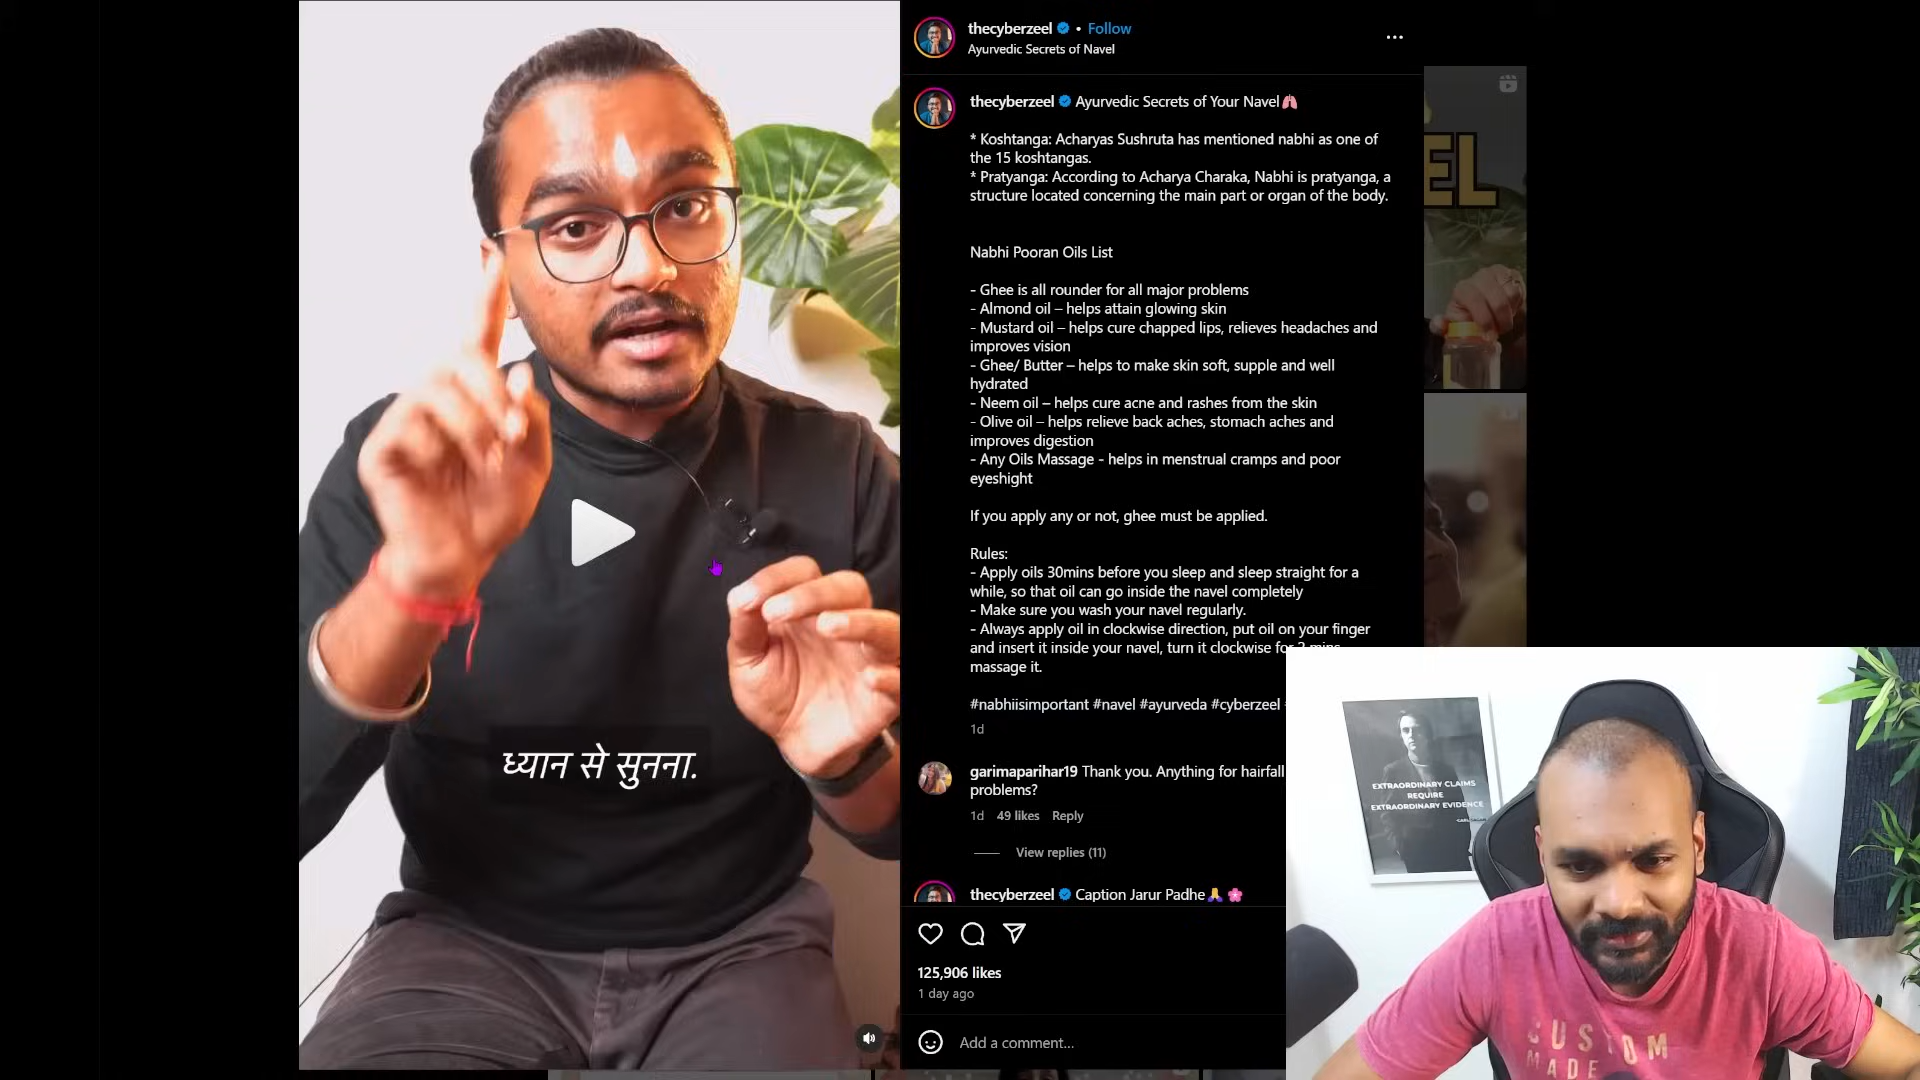 thecyberzeel • Follow
Ayurvedic Secrets of Navel
thecyberzeel Ayurvedic Secrets of Your Navel🫁
* Koshtanga: Acharyas Sushruta has mentioned nabhi as one of
the 15 koshtangas.
* Pratyanga: According to Acharya Charaka, Nabhi is pratyanga, a
structure located concerning the main part or organ of the body.
Nabhi Pooran Oils List
- Ghee is all rounder for all major problems
- Almond oil – helps attain glowing skin
- Mustard oil – helps cure chapped lips, relieves headaches and
improves vision
- Ghee/ Butter – helps to make skin soft, supple and well
hydrated
- Neem oil – helps cure acne and rashes from the skin
- Olive oil – helps relieve back aches, stomach aches and
improves digestion
- Any Oils Massage - helps in menstrual cramps and poor
eyeshight
If you apply any or not, ghee must be applied.
Rules:
- Apply oils 30mins before you sleep and sleep straight for a
while, so that oil can go inside the navel completely
- Make sure you wash your navel regularly.
- Always apply oil in clockwise direction, put oil on your finger
and insert it inside your navel, turn it clockwise for 2 mins
massage it.
#nabhiisimportant #navel #ayurveda #cyberzeel
1d
garimaparihar19 Thank you. Anything for hairfall
problems?
1d 49 likes Reply
View replies (11)
thecyberzeel Caption Jarur Padhe🙏🌸
125,906 likes
1 day ago
Add a comment...
ध्यान से सुनना.
EL
EXTRAORDINARY CLAIMS
REQUIRE
EXTRAORDINARY EVIDENCE
CUSTOM
MADE